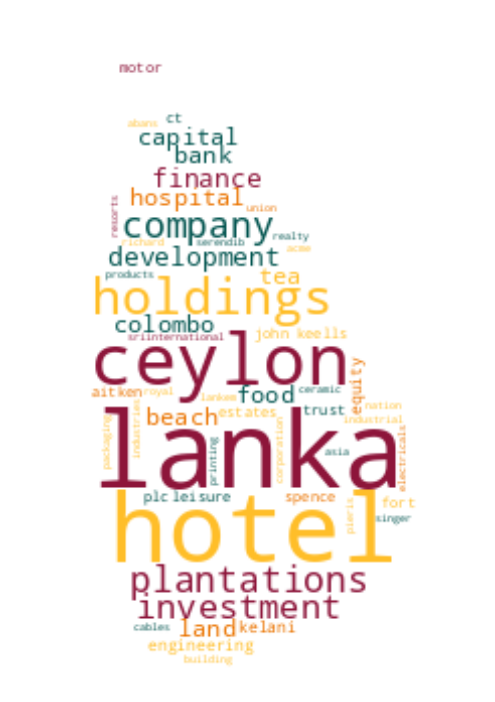 motor
abans ct
capital
bank
finance
hospital
resorts
union
company
richard serendib realty
acme
development
products tea
holdings
colombo
sriinternational john keells
ceylon
equity
aitken royal lankem food ceramic
beach estates trust nation
industries
industrial
packaging
printing
corporation
asia
electricals
lanka
plc leisure spence fort
pieris
singer
hotel
plantations
investment
cables land kelani
engineering
building